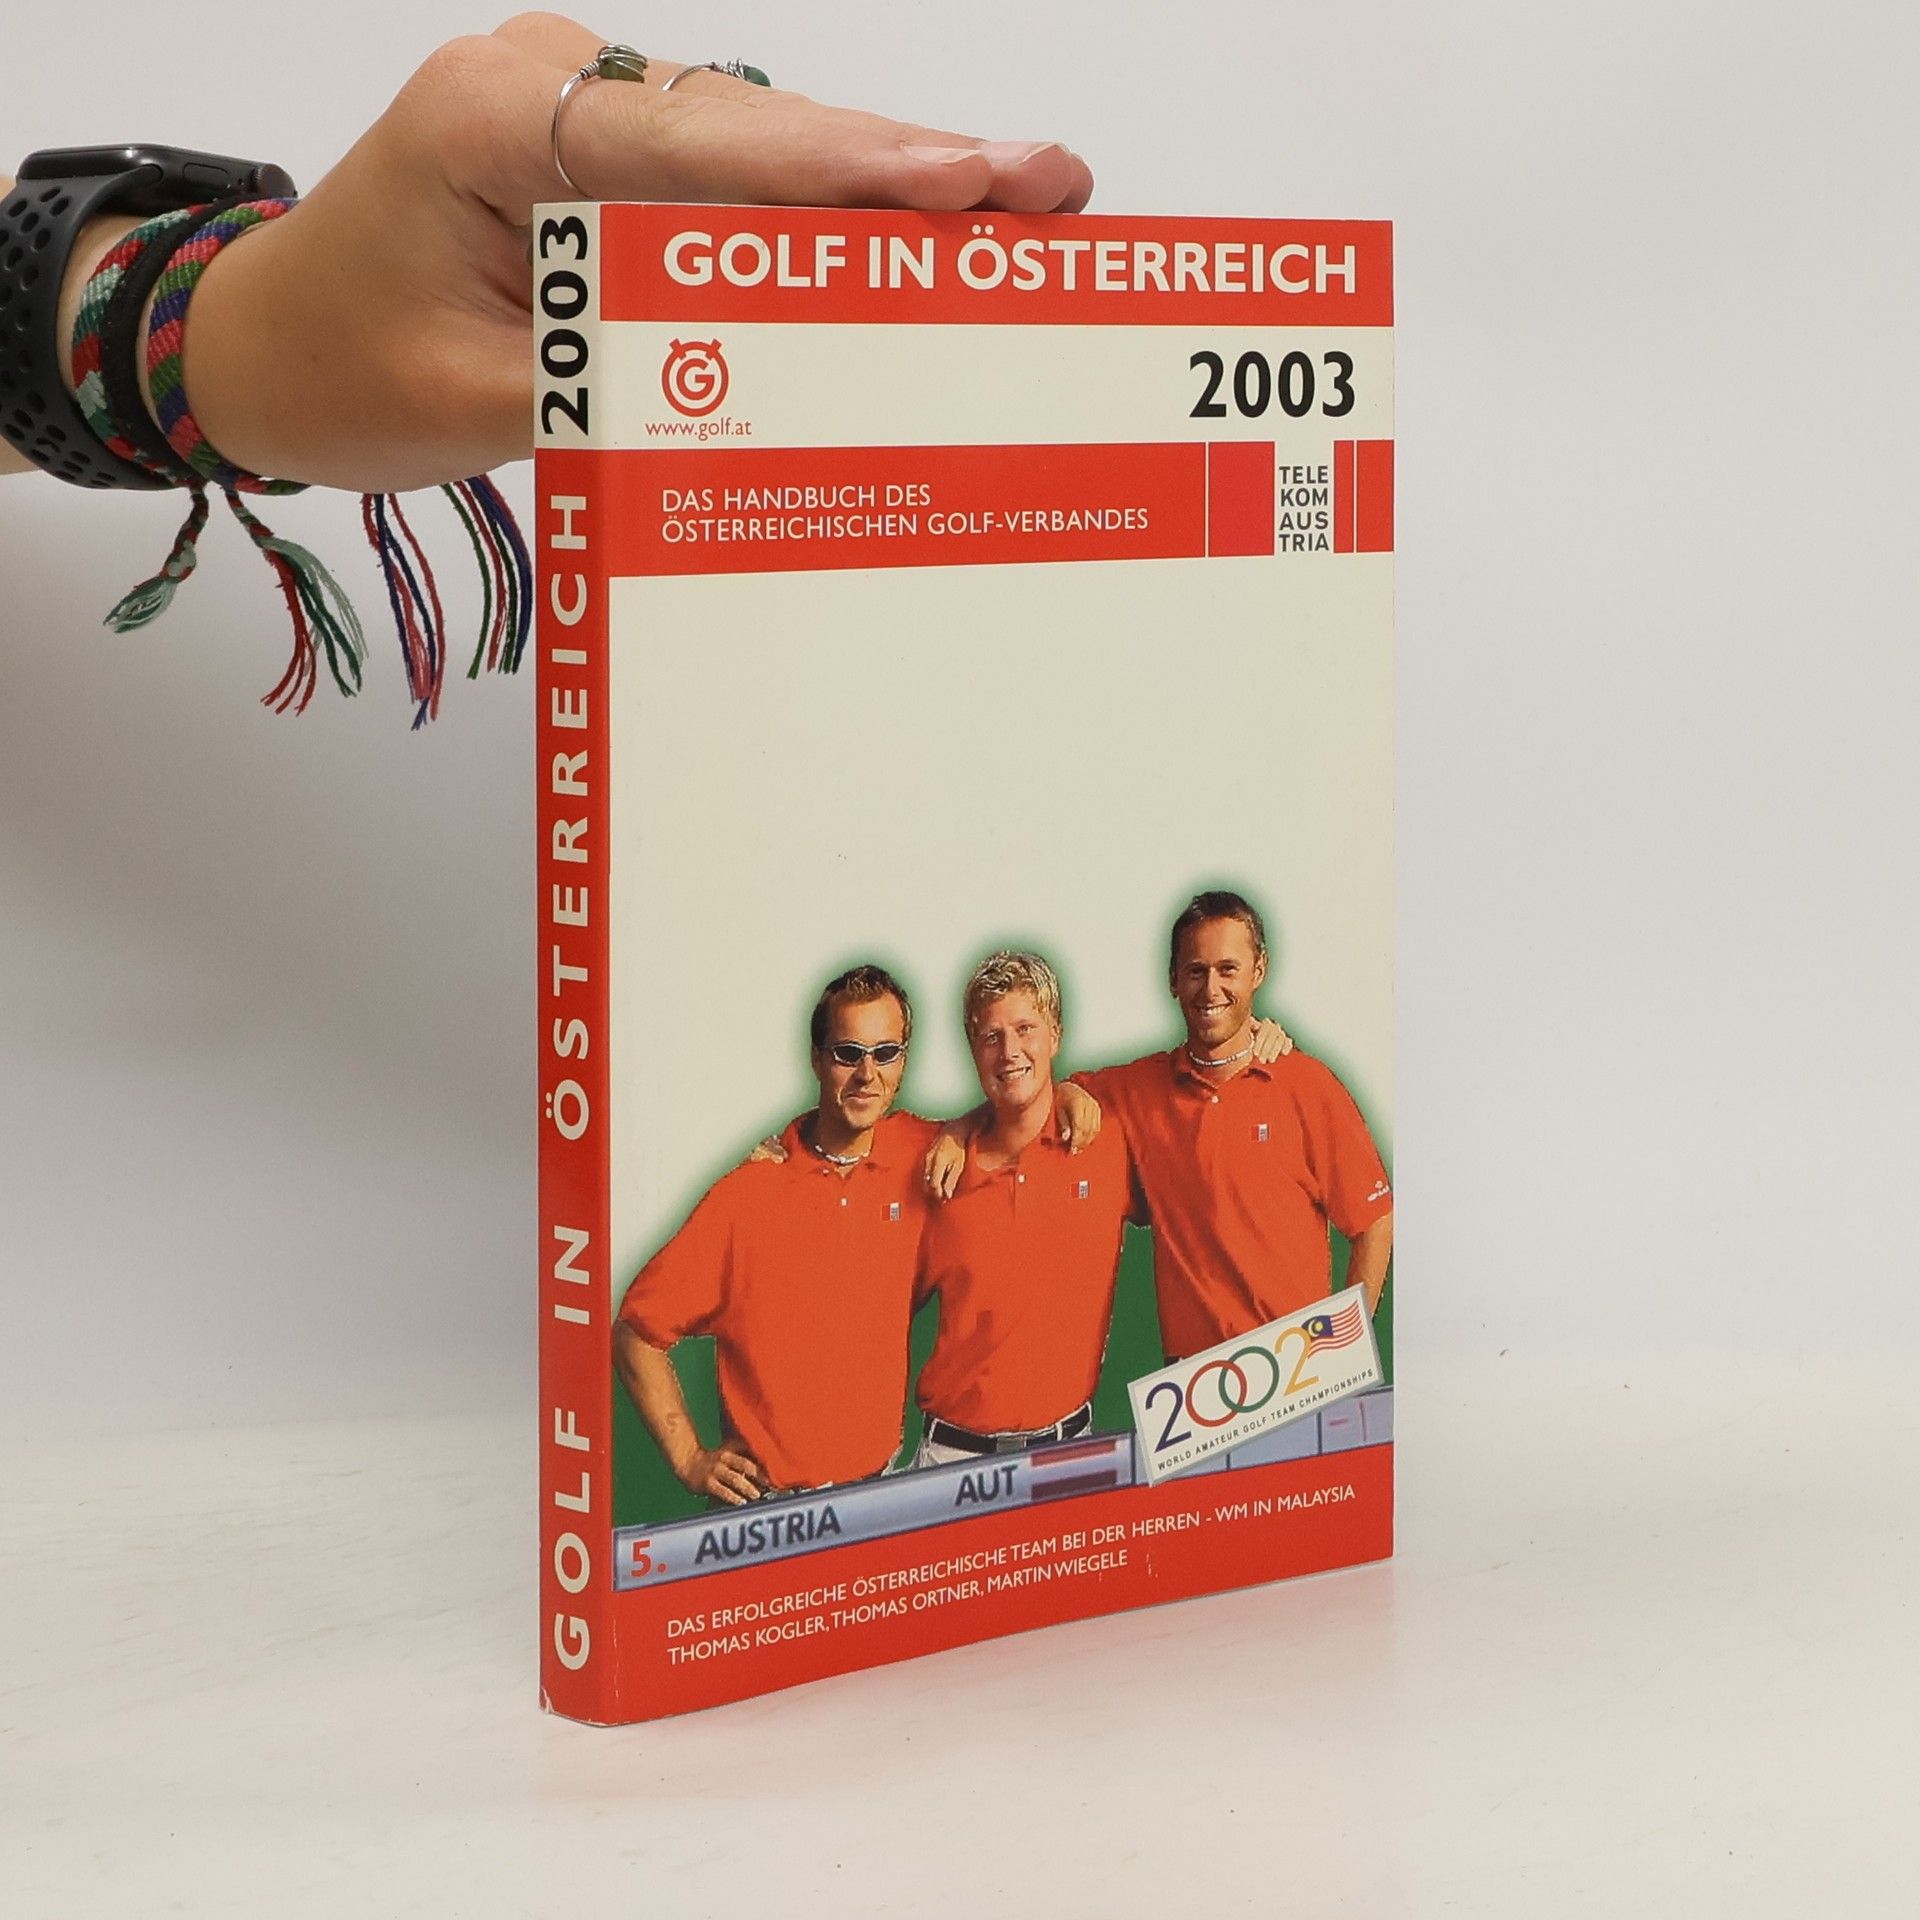 2003
GOLF IN ÖSTERREICH
GOLF IN ÖSTERREICH
G
www.golf.at
2003
DAS HANDBUCH DES
ÖSTERREICHISCHEN GOLF-VERBANDES
TELE
KOM
AUS
TRIA
2002
WORLD AMATEUR GOLF TEAM CHAMPIONSHIPS
5. AUSTRIA AUT
DAS ERFOLGREICHE ÖSTERREICHISCHE TEAM BEI DER HERREN - WM IN MALAYSIA
THOMAS KOGLER, THOMAS ORTNER, MARTIN WIEGELE